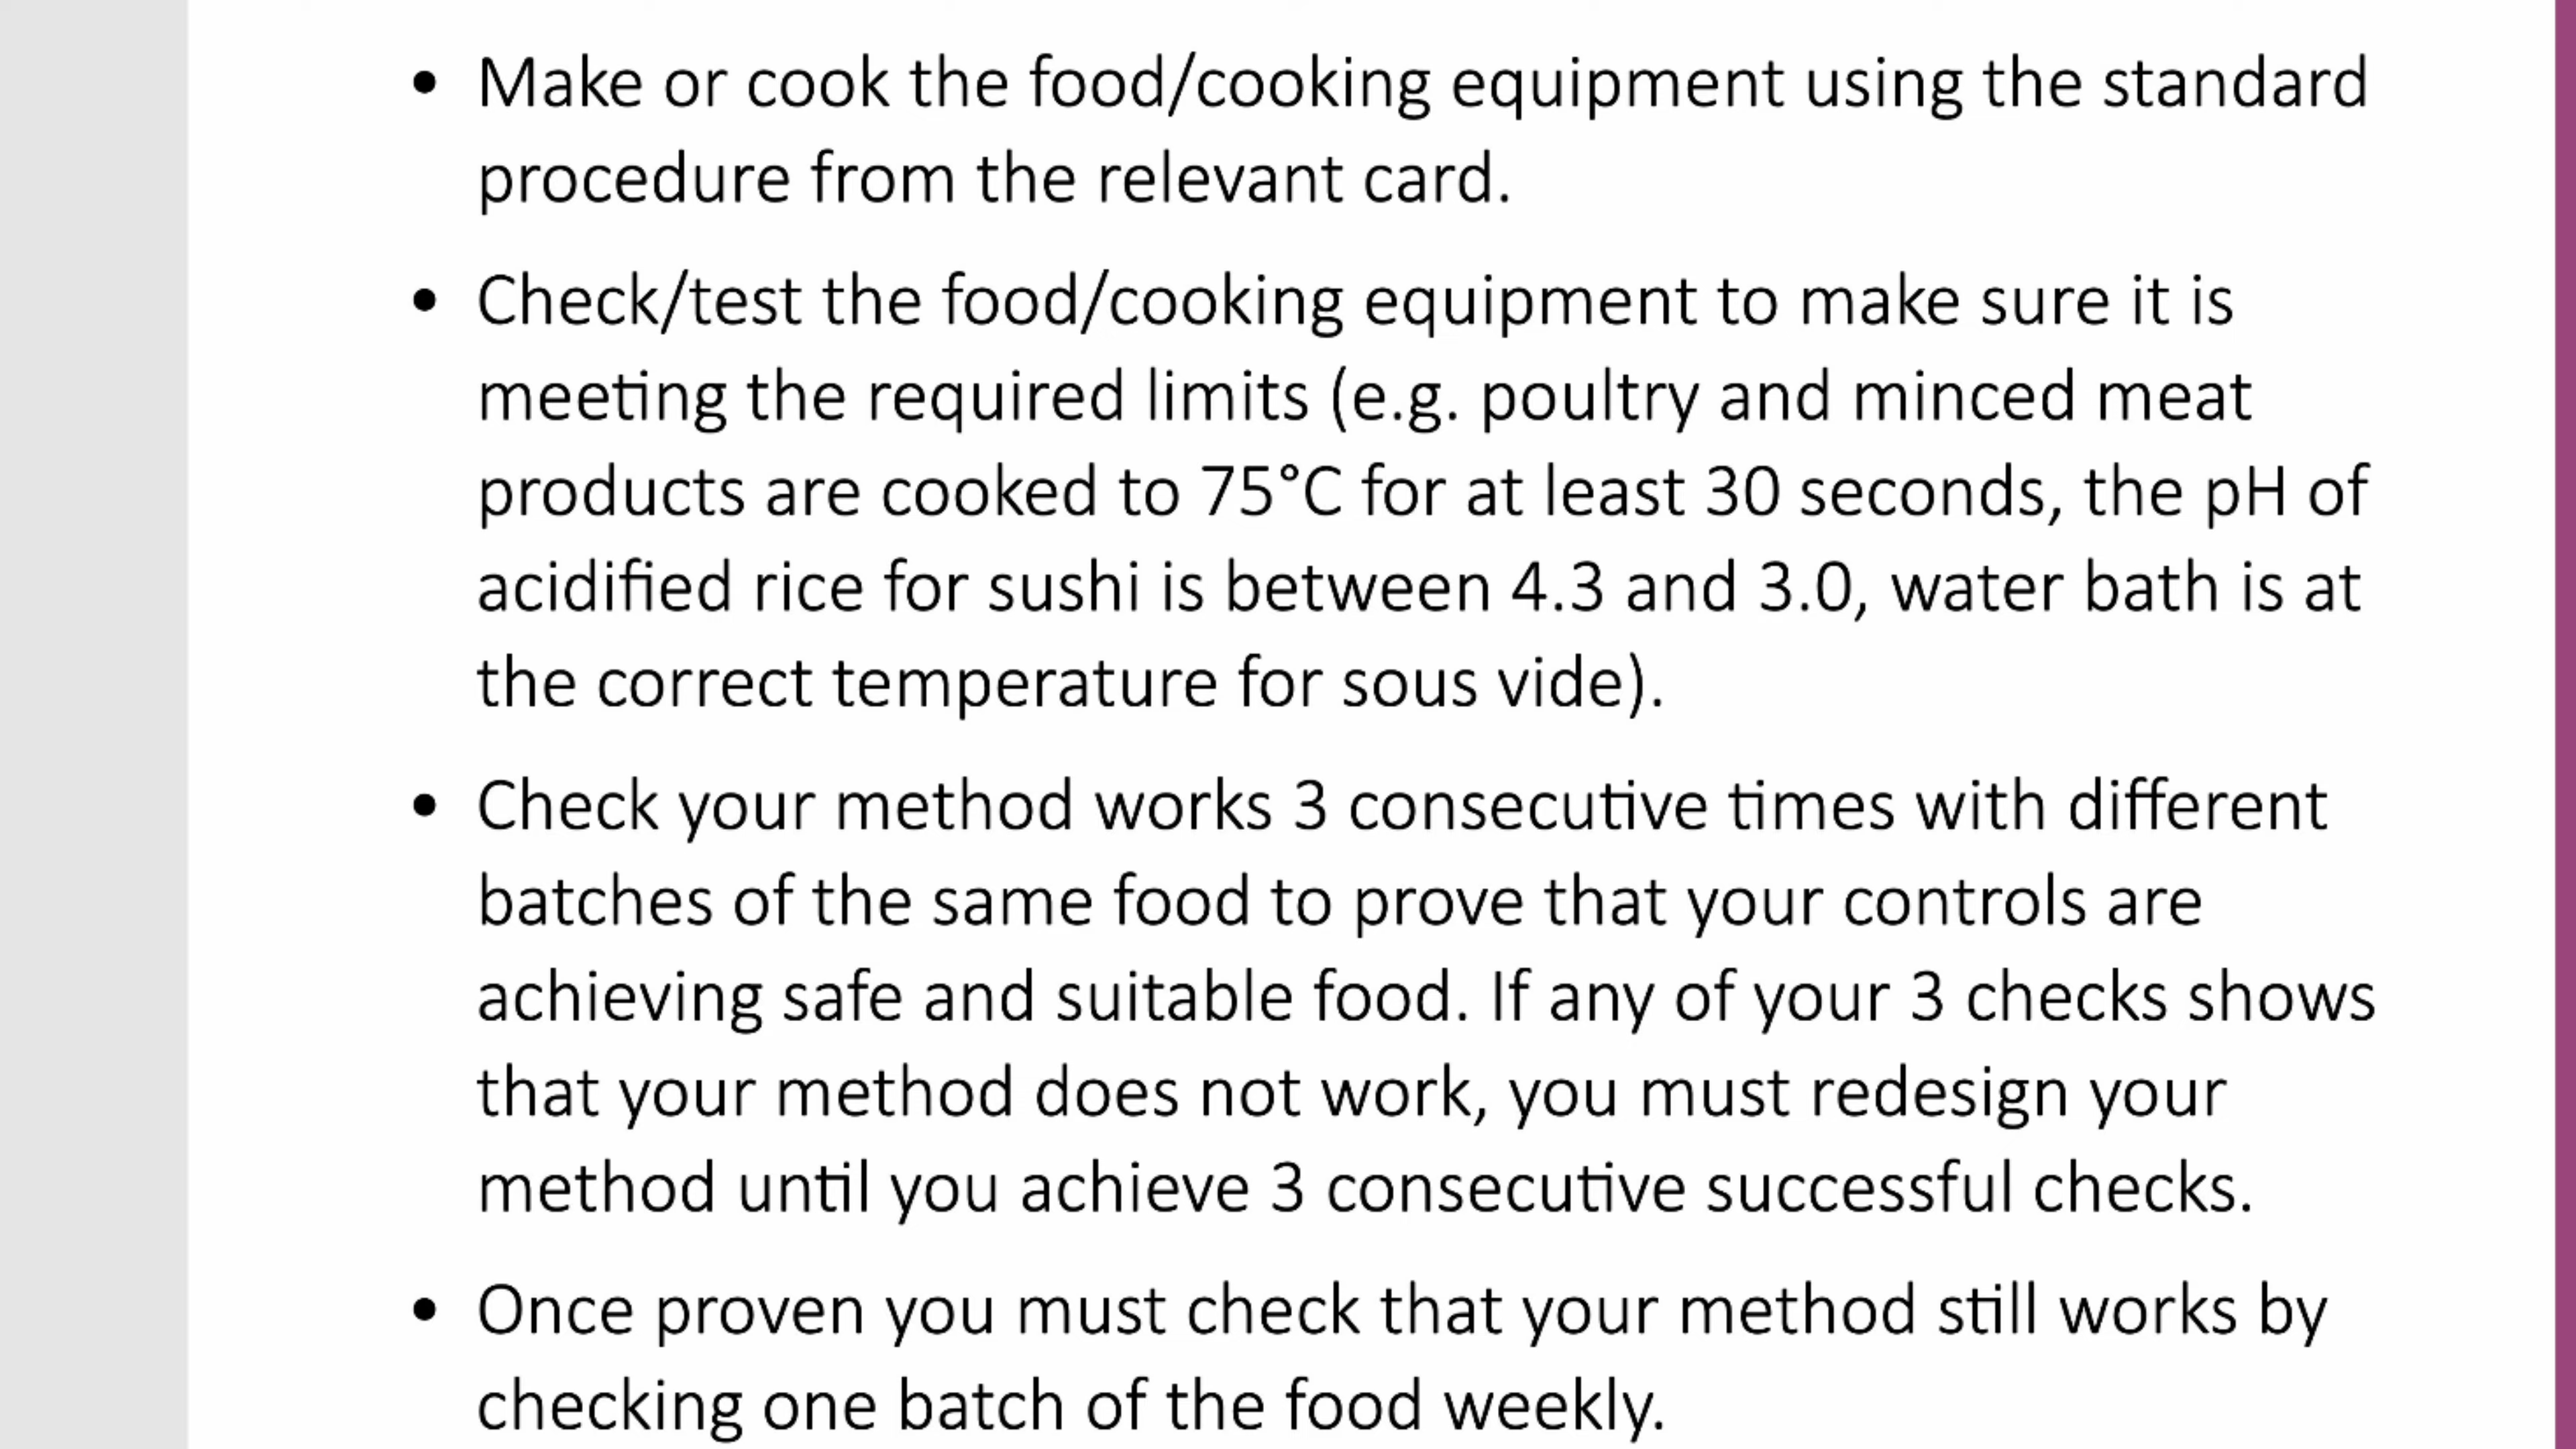 • Make or cook the food/cooking equipment using the standard
procedure from the relevant card.
• Check/test the food/cooking equipment to make sure it is
meeting the required limits (e.g. poultry and minced meat
products are cooked to 75°C for at least 30 seconds, the pH of
acidified rice for sushi is between 4.3 and 3.0, water bath is at
the correct temperature for sous vide).
• Check your method works 3 consecutive times with different
batches of the same food to prove that your controls are
achieving safe and suitable food. If any of your 3 checks shows
that your method does not work, you must redesign your
method until you achieve 3 consecutive successful checks.
• Once proven you must check that your method still works by
checking one batch of the food weekly.